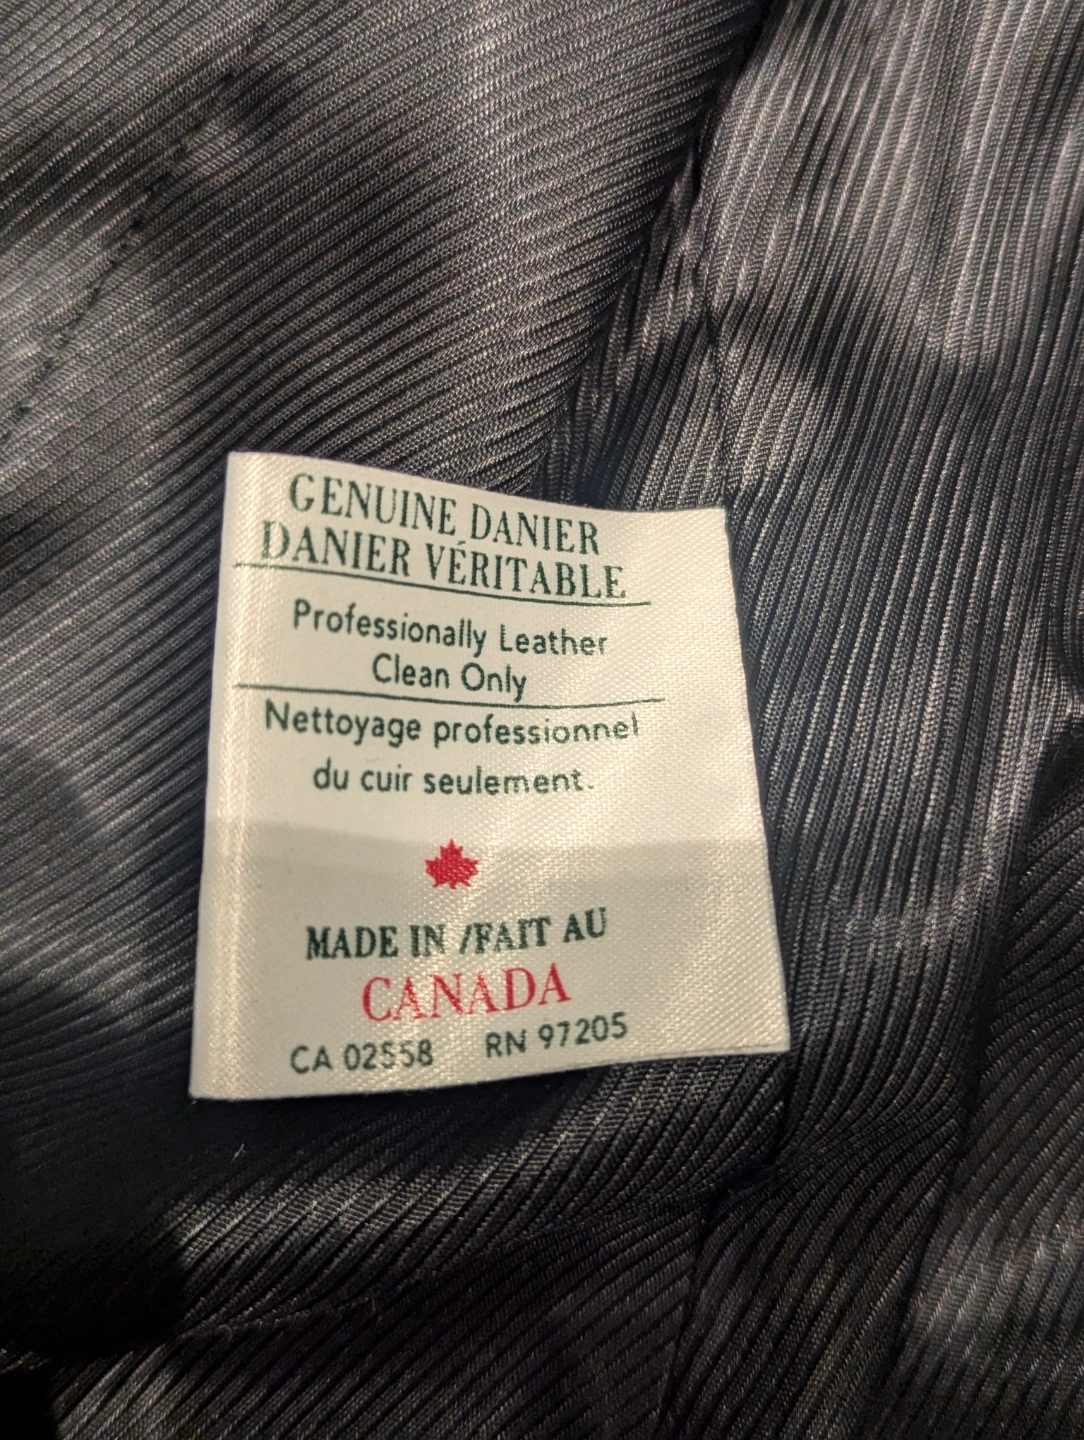 GENUINE DANIER
DANIER VÉRITABLE
Professionally Leather
Clean Only
Nettoyage professionnel
du cuir seulement.
MADE IN /FAIT AU
CANADA
CA 02558 RN 97205